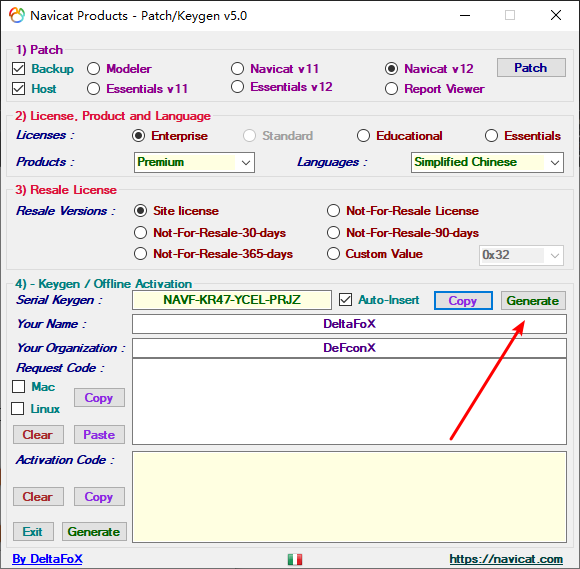 Navicat Products - Patch/Keygen v5.0
1) Patch
Backup Modeler Navicat v11 Navicat v12 Patch
Host Essentials v11 Essentials v12 Report Viewer
2) License, Product and Language
Licenses : Enterprise Standard Educational Essentials
Products : Premium Languages : Simplified Chinese
3) Resale License
Resale Versions : Site license Not-For-Resale License
Not-For-Resale-30-days Not-For-Resale-90-days
Not-For-Resale-365-days Custom Value 0x32
4) - Keygen / Offline Activation
Serial Keygen : NAVF-KR47-YCEL-PRJZ Auto-Insert Copy Generate
Your Name : DeltaFoX
Your Organization : DeFconX
Request Code :
Mac
Copy
Linux
Clear Paste
Activation Code :
Clear Copy
Exit Generate
By DeltaFoX https://navicat.com